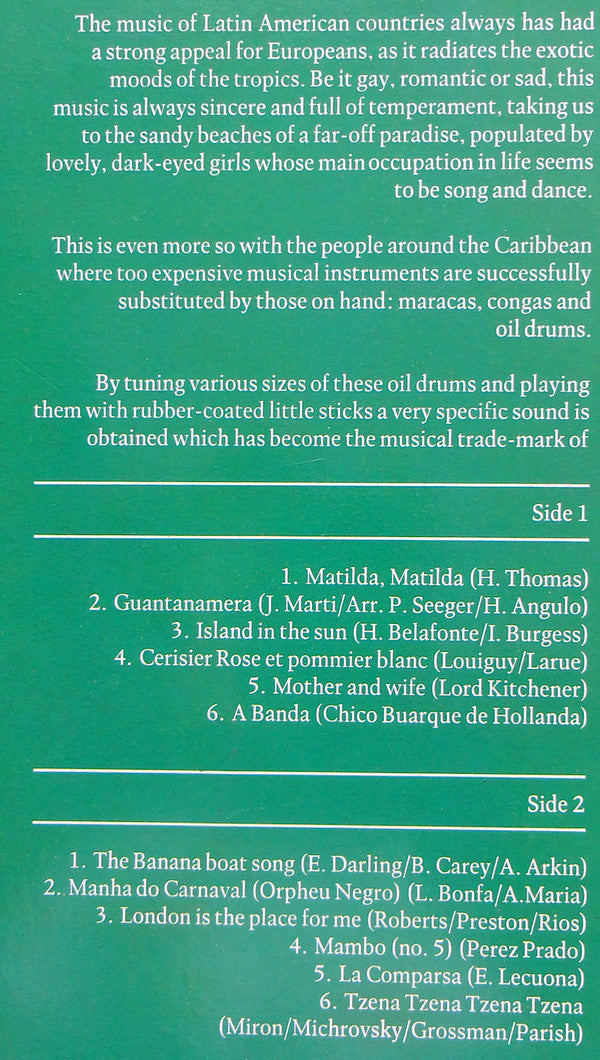 The music of Latin American countries always has had
a strong appeal for Europeans, as it radiates the exotic
moods of the tropics. Be it gay, romantic or sad, this
music is always sincere and full of temperament, taking us
to the sandy beaches of a far-off paradise, populated by
lovely, dark-eyed girls whose main occupation in life seems
to be song and dance.
This is even more so with the people around the Caribbean
where too expensive musical instruments are successfully
substituted by those on hand: maracas, congas and
oil drums.
By tuning various sizes of these oil drums and playing
them with rubber-coated little sticks a very specific sound is
obtained which has become the musical trade-mark of
Side 1
1. Matilda, Matilda (H. Thomas)
2. Guantanamera (J. Marti/Arr. P. Seeger/H. Angulo)
3. Island in the sun (H. Belafonte/I. Burgess)
4. Cerisier Rose et pommier blanc (Louiguy/Larue)
5. Mother and wife (Lord Kitchener)
6. A Banda (Chico Buarque de Hollanda)
Side 2
1. The Banana boat song (E. Darling/B. Carey/A. Arkin)
2. Manha do Carnaval (Orpheu Negro) (L. Bonfa/A.Maria)
3. London is the place for me (Roberts/Preston/Rios)
4. Mambo (no. 5) (Perez Prado)
5. La Comparsa (E. Lecuona)
6. Tzena Tzena Tzena Tzena
(Miron/Michrovsky/Grossman/Parish)